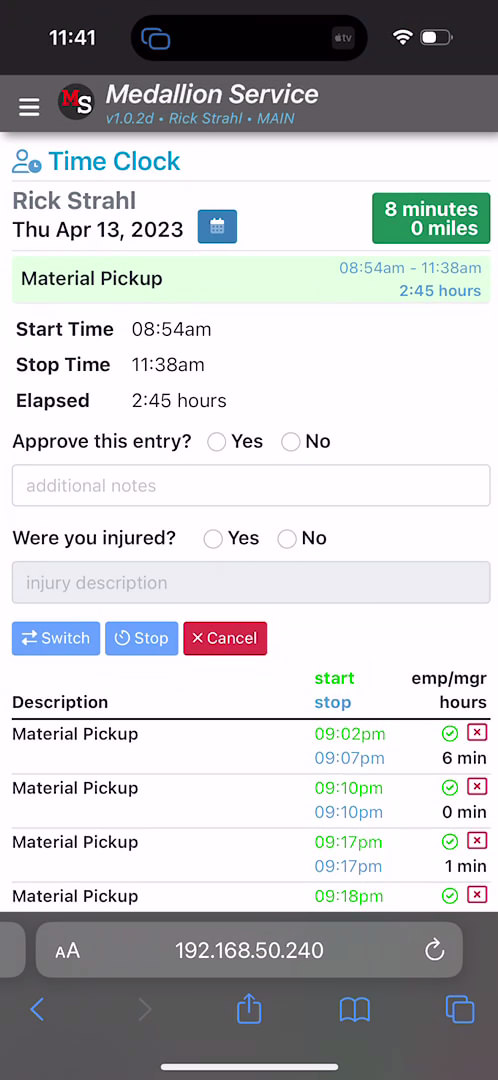 11:41
tv
MS
Medallion Service
v1.0.2d • Rick Strahl • MAIN
Time Clock
Rick Strahl
Thu Apr 13, 2023
8 minutes
0 miles
Material Pickup
08:54am - 11:38am
2:45 hours
Start Time 08:54am
Stop Time 11:38am
Elapsed 2:45 hours
Approve this entry? Yes No
additional notes
Were you injured? Yes No
injury description
Switch Stop Cancel
start emp/mgr
Description stop hours
Material Pickup 09:02pm
09:07pm 6 min
Material Pickup 09:10pm
09:10pm 0 min
Material Pickup 09:17pm
09:17pm 1 min
Material Pickup 09:18pm
AA 192.168.50.240